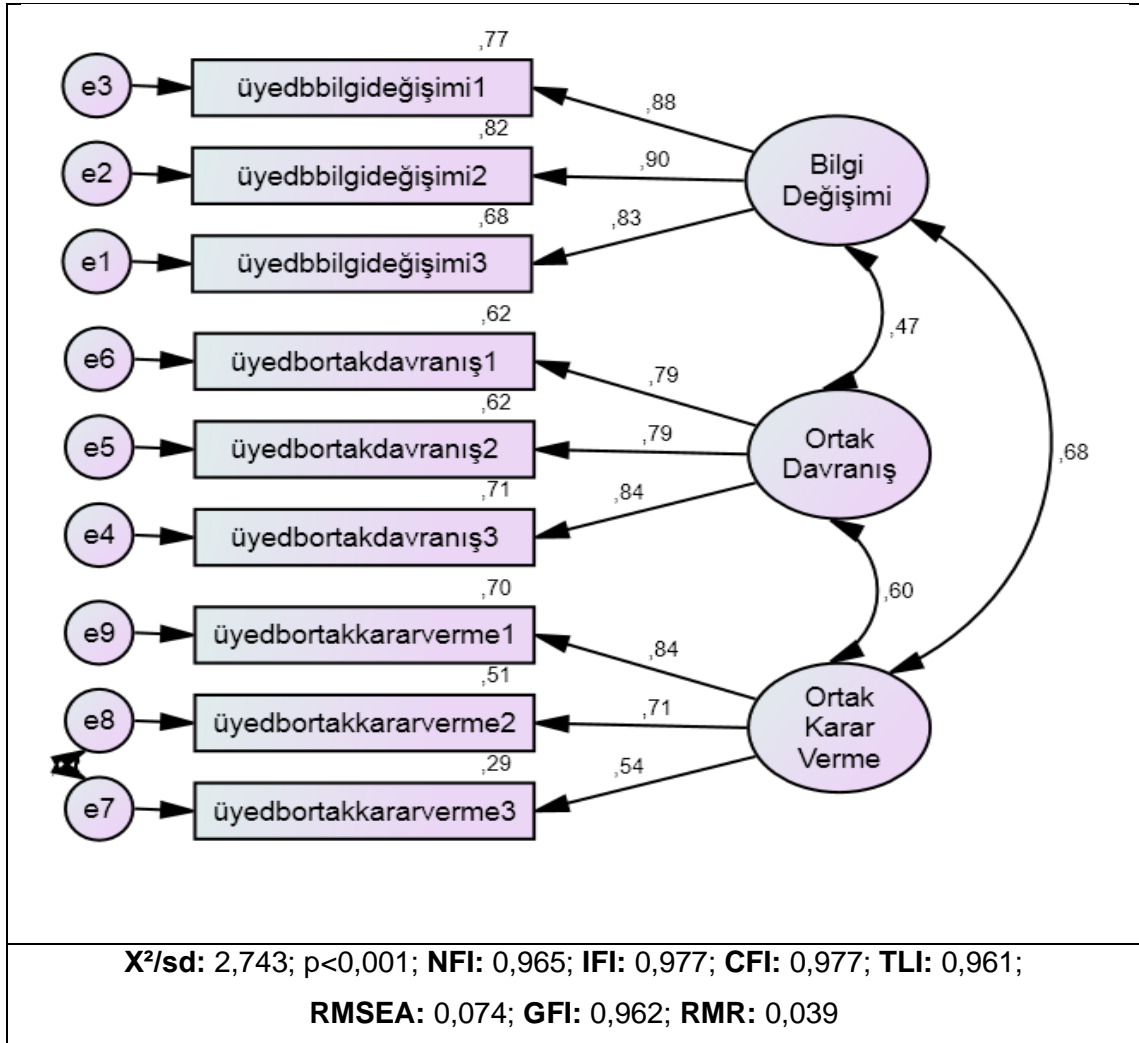 ,77
e3 üyedbbilgideğişimi1 ,88
,82
e2 üyedbbilgideğişimi2 ,90
Bilgi
Değişimi
,68
e1 üyedbbilgideğişimi3 ,83
,47
,62
e6 üyedbortakdavranış1 ,79
,62
e5 üyedbortakdavranış2 ,79
Ortak
Davranış
,68
,71
e4 üyedbortakdavranış3 ,84
,60
,70
e9 üyedbortakkararverme1 ,84
,51
e8 üyedbortakkararverme2 ,71
Ortak
Karar
Verme
,29
e7 üyedbortakkararverme3 ,54
X²/sd: 2,743; p<0,001; NFI: 0,965; IFI: 0,977; CFI: 0,977; TLI: 0,961;
RMSEA: 0,074; GFI: 0,962; RMR: 0,039